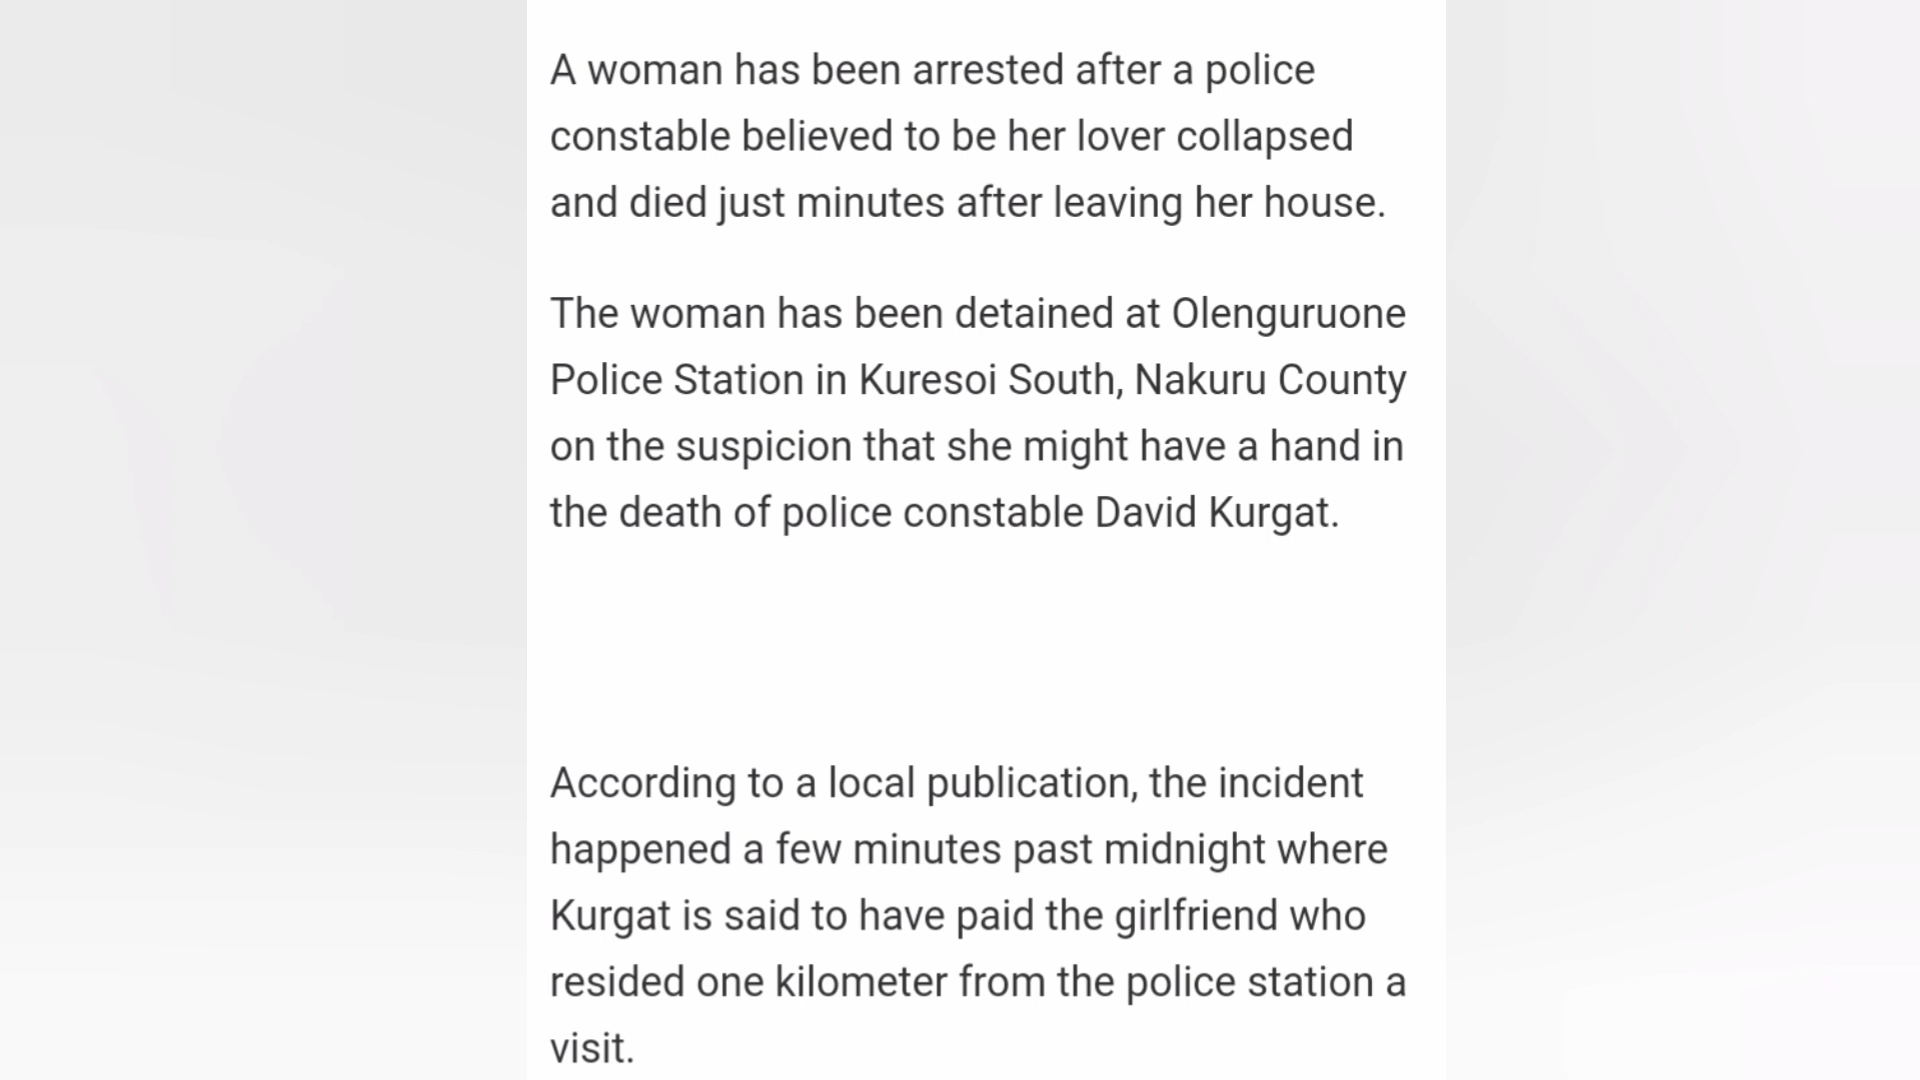 A woman has been arrested after a police
constable believed to be her lover collapsed
and died just minutes after leaving her house.
The woman has been detained at Olenguruone
Police Station in Kuresoi South, Nakuru County
on the suspicion that she might have a hand in
the death of police constable David Kurgat.
According to a local publication, the incident
happened a few minutes past midnight where
Kurgat is said to have paid the girlfriend who
resided one kilometer from the police station a
visit.